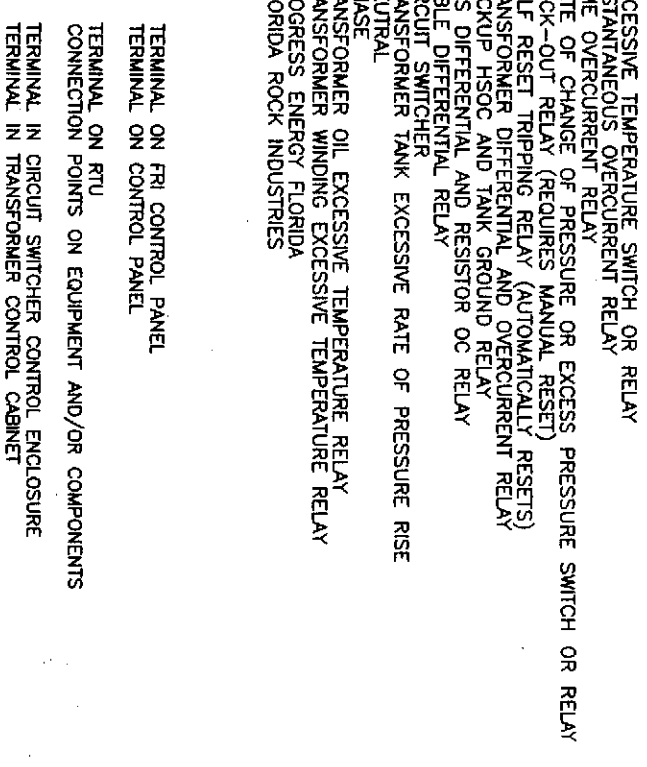 CESSIVE TEMPERATURE SWITCH OR RELAY
STANTANEOUS OVERCURRENT RELAY
ME OVERCURRENT RELAY
TE OF CHANGE OF PRESSURE OR EXCESS PRESSURE SWITCH OR RELAY
CK-OUT RELAY (REQUIRES MANUAL RESET)
LF RESET TRIPPING RELAY (AUTOMATICALLY RESETS)
ANSFORMER DIFFERENTIAL AND OVERCURRENT RELAY
CKUP HSOC AND TANK GROUND RELAY
S DIFFERENTIAL AND RESISTOR OC RELAY
BLE DIFFERENTIAL RELAY
RCUIT SWITCHER
ANSFORMER TANK EXCESSIVE RATE OF PRESSURE RISE
UTRAL
HASE
ANSFORMER OIL EXCESSIVE TEMPERATURE RELAY
ANSFORMER WINDING EXCESSIVE TEMPERATURE RELAY
OGRESS ENERGY FLORIDA
ORIDA ROCK INDUSTRIES
TERMINAL ON FRI CONTROL PANEL
TERMINAL ON CONTROL PANEL
TERMINAL ON RTU
CONNECTION POINTS ON EQUIPMENT AND/OR COMPONENTS
TERMINAL IN CIRCUIT SWITCHER CONTROL ENCLOSURE
TERMINAL IN TRANSFORMER CONTROL CABINET